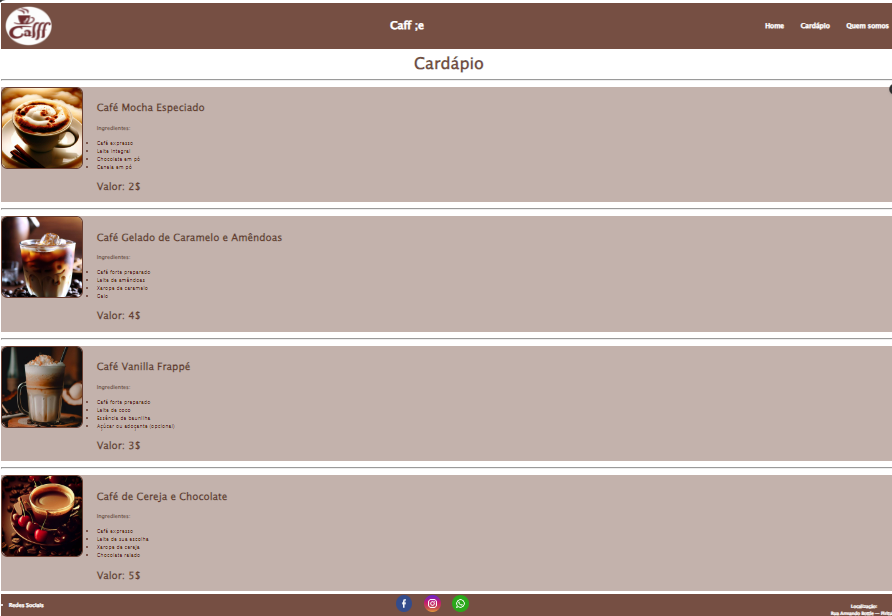 Calfff
Caff ;e
Home Cardápio Quem somos
Cardápio
Café Mocha Especiado
Ingredientes:
Café expresso
Leite integral
Chocolate em pó
Canela em pó
Valor: 2$
Café Gelado de Caramelo e Amêndoas
Ingredientes:
Café forte preparado
Leite de amêndoas
Xarope de caramelo
Gelo
Valor: 4$
Café Vanilla Frappé
Ingredientes:
Café forte preparado
Leite de coco
Essência de baunilha
Açúcar ou adoçante (opcional)
Valor: 3$
Café de Cereja e Chocolate
Ingredientes:
Café expresso
Leite de sua escolha
Xarope de cereja
Chocolate ralado
Valor: 5$
Redes Sociais
Localização:
Rua Armando